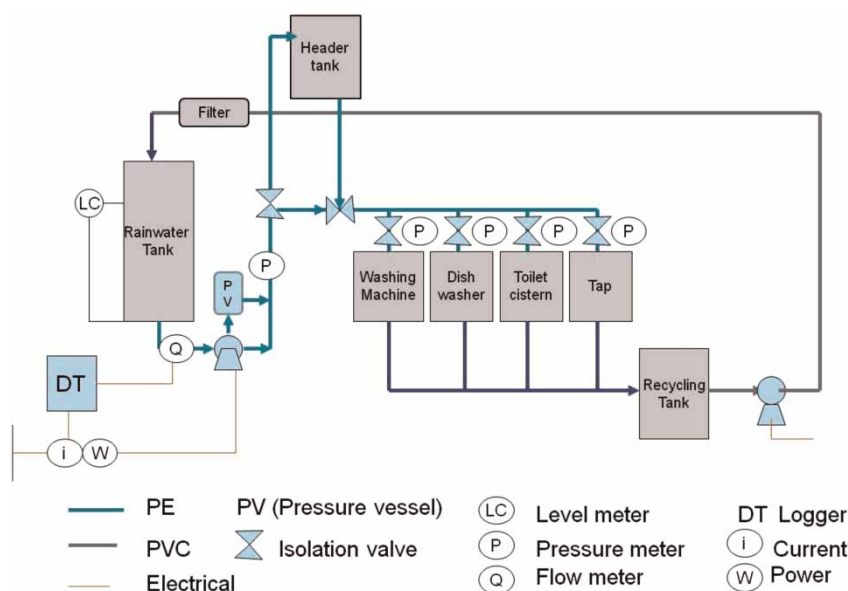 Header
tank
Filter
LC
Rainwater
Tank
P
V
P
Q
DT
i
W
P
P
P
P
Washing
Machine
Dish
washer
Toilet
cistern
Tap
Recycling
Tank
PE
PVC
Electrical
PV (Pressure vessel)
Isolation valve
LC Level meter
P Pressure meter
Q Flow meter
DT Logger
i Current
W Power